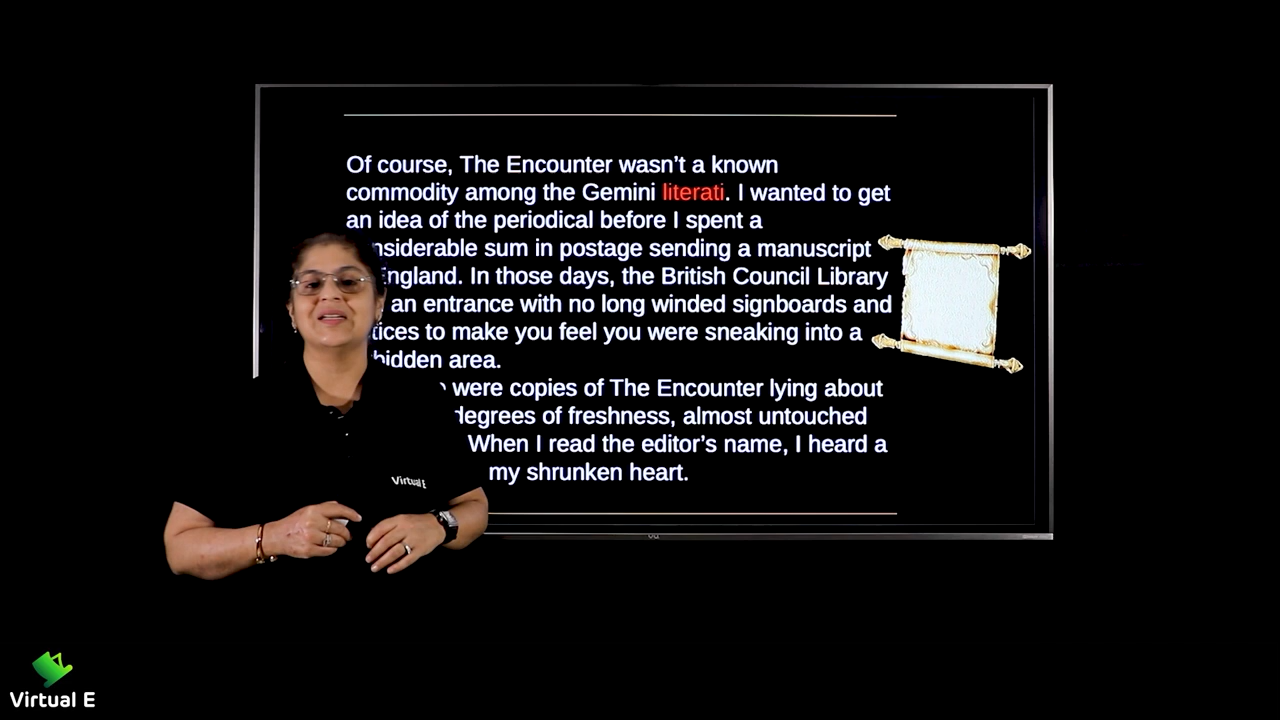 Of course, The Encounter wasn't a known
commodity among the Gemini literati. I wanted to get
an idea of the periodical before I spent a
sum in postage sending a manuscript
England. In those days, the British Council Library
an entrance with no long winded signboards and
to make you feel you were sneaking into a
area.
were copies of The Encounter lying about
degrees of freshness, almost untouched
When I read the editor's name, I heard a
my shrunken heart.
Virtual E
Virtual E